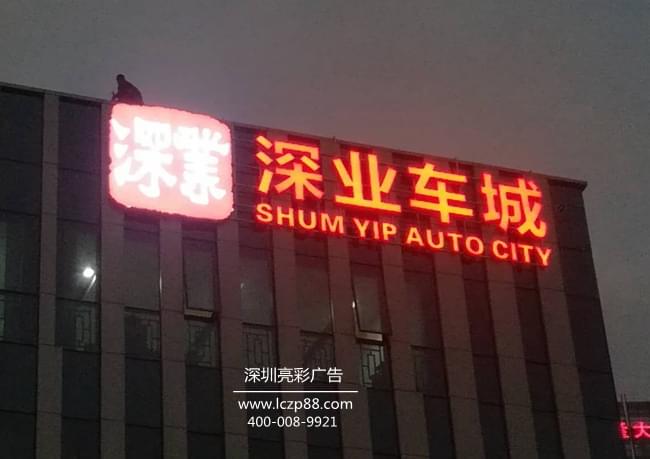 深業
深业车城
SHUM YIP AUTO CITY
深圳亮彩广告
www.lczp88.com
400-008-9921
大